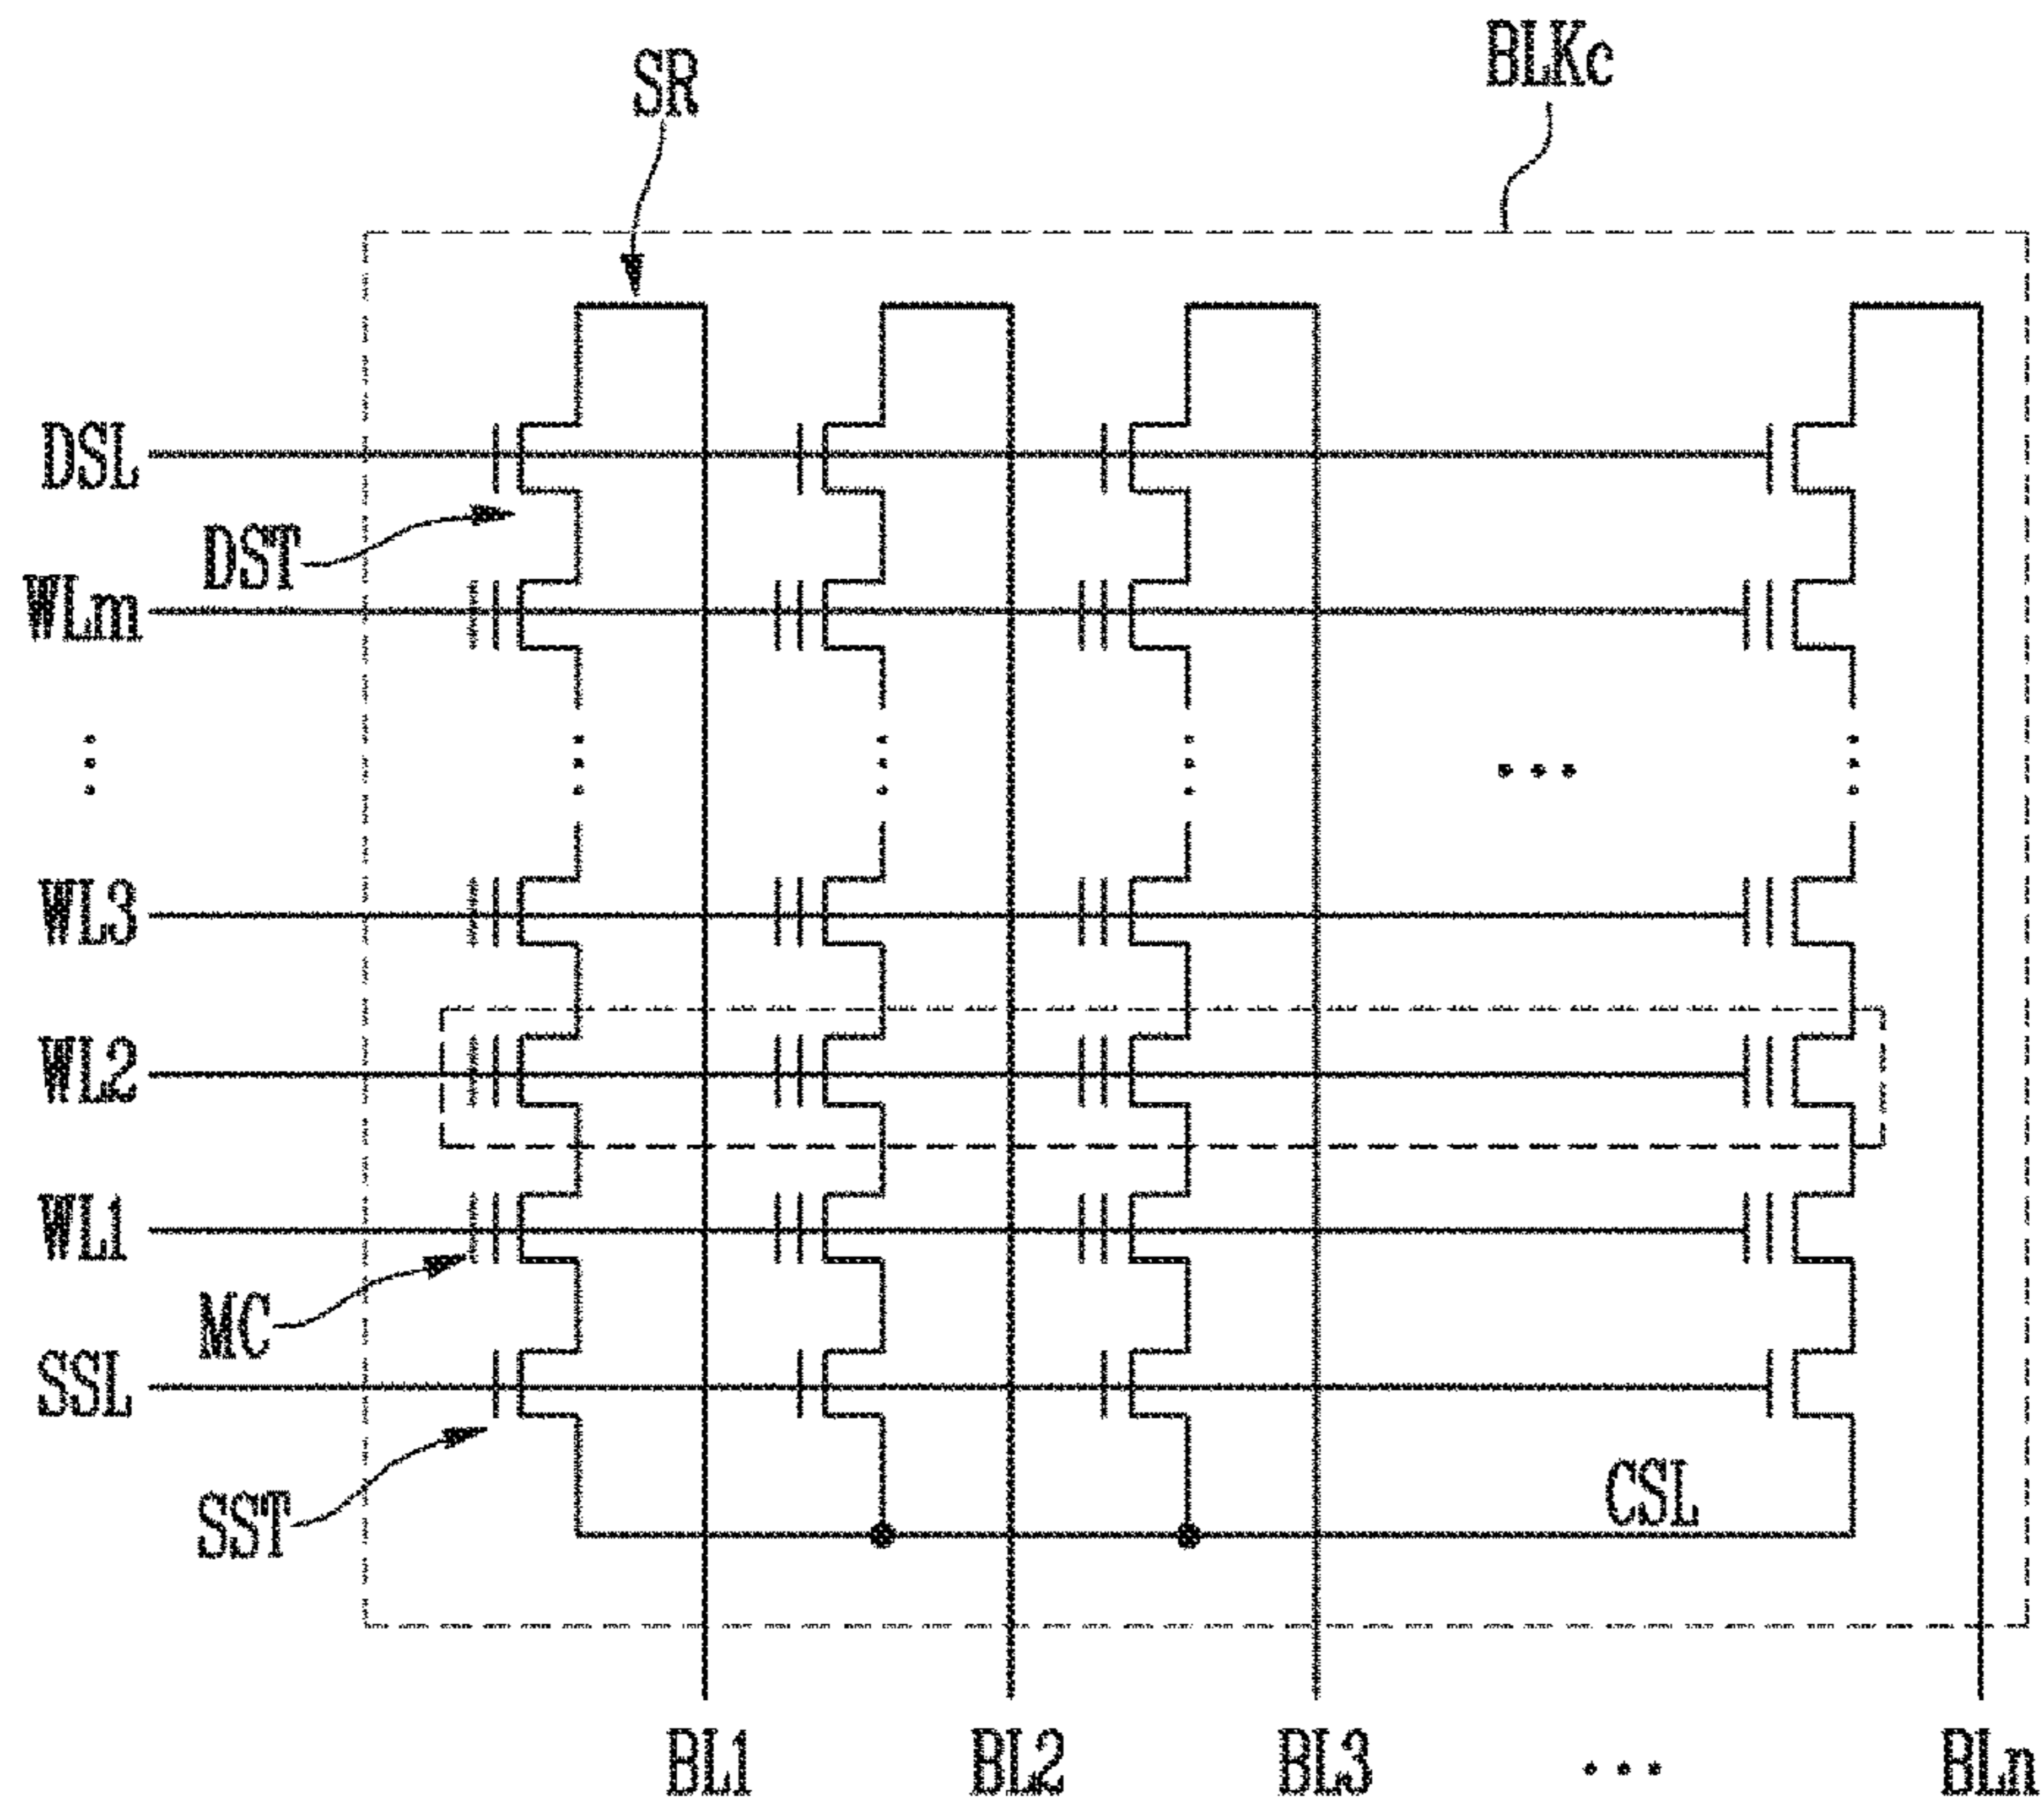 SR
BLKc
DSL
DST
WLm
⋮
...
WL3
WL2
WL1
MC
SSL
SST
CSL
BL1 BL2 BL3 ... BLn